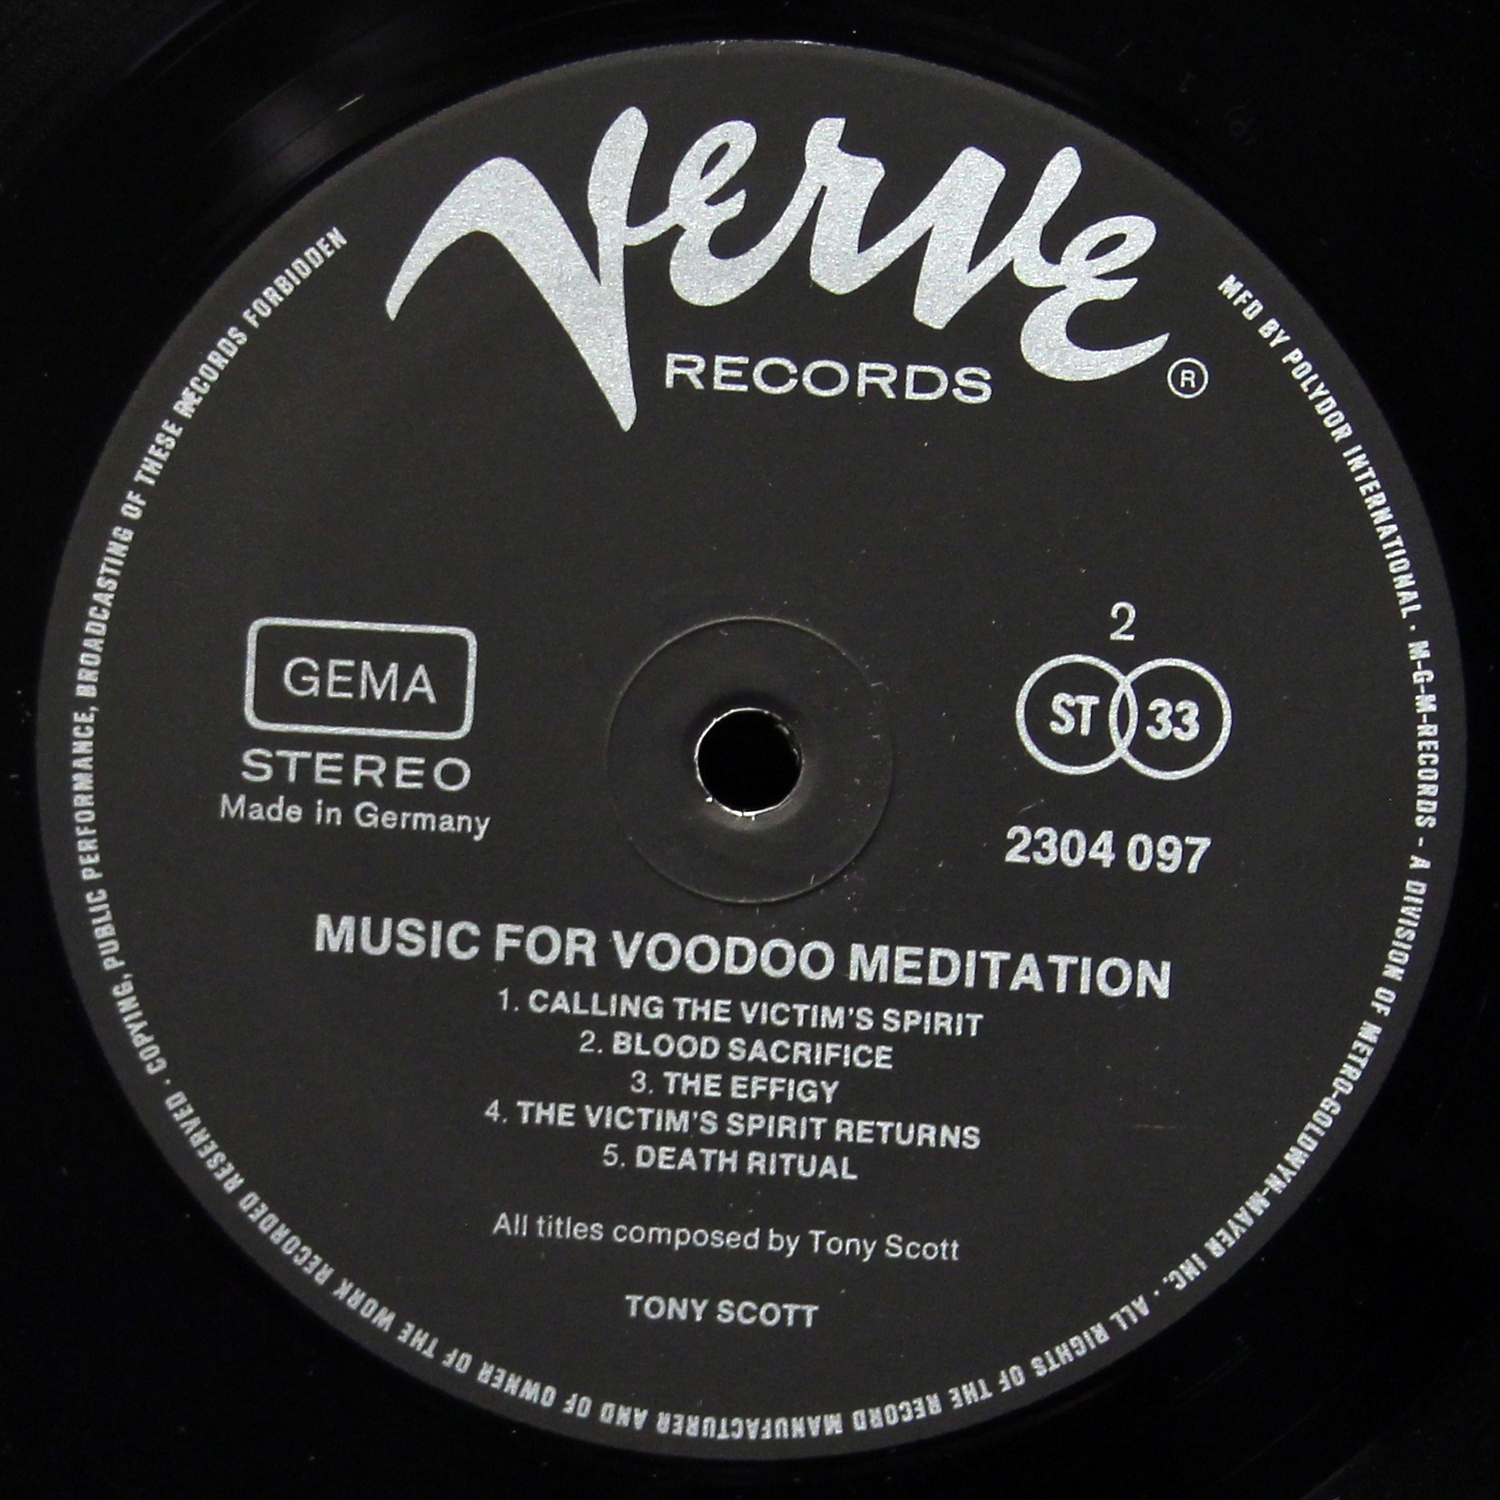 Verve
RECORDS
®
MFD BY POLYDOR INTERNATIONAL · M-G-M-RECORDS - A DIVISION OF METRO-GOLDWYN-MAYER INC. · ALL RIGHTS OF THE RECORD MANUFACTURER AND OF OWNER OF THE WORK RECORDED RESERVED · COPYING, PUBLIC PERFORMANCE, BROADCASTING OF THESE RECORDS FORBIDDEN
GEMA
STEREO
Made in Germany
2
ST 33
2304 097
MUSIC FOR VOODOO MEDITATION
1. CALLING THE VICTIM'S SPIRIT
2. BLOOD SACRIFICE
3. THE EFFIGY
4. THE VICTIM'S SPIRIT RETURNS
5. DEATH RITUAL
All titles composed by Tony Scott
TONY SCOTT